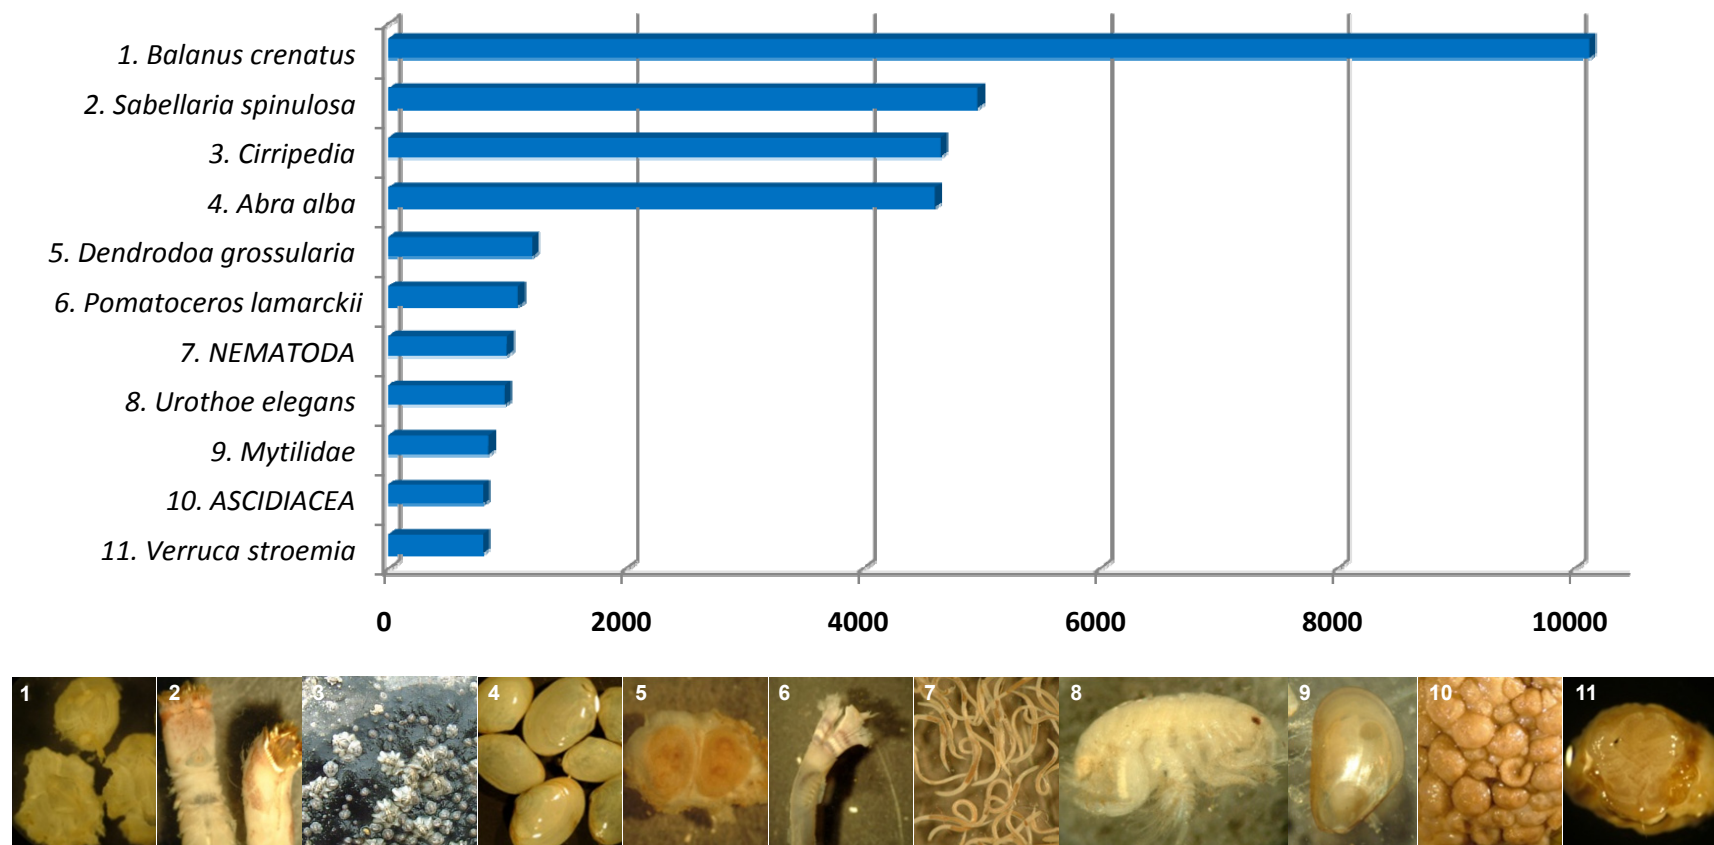 1. Balanus crenatus
2. Sabellaria spinulosa
3. Cirripedia
4. Abra alba
5. Dendrodoa grossularia
6. Pomatoceros lamarckii
7. NEMATODA
8. Urothoe elegans
9. Mytilidae
10. ASCIDIACEA
11. Verruca stroemia
0 2000 4000 6000 8000 10000
1 2 3 4 5 6 7 8 9 10 11